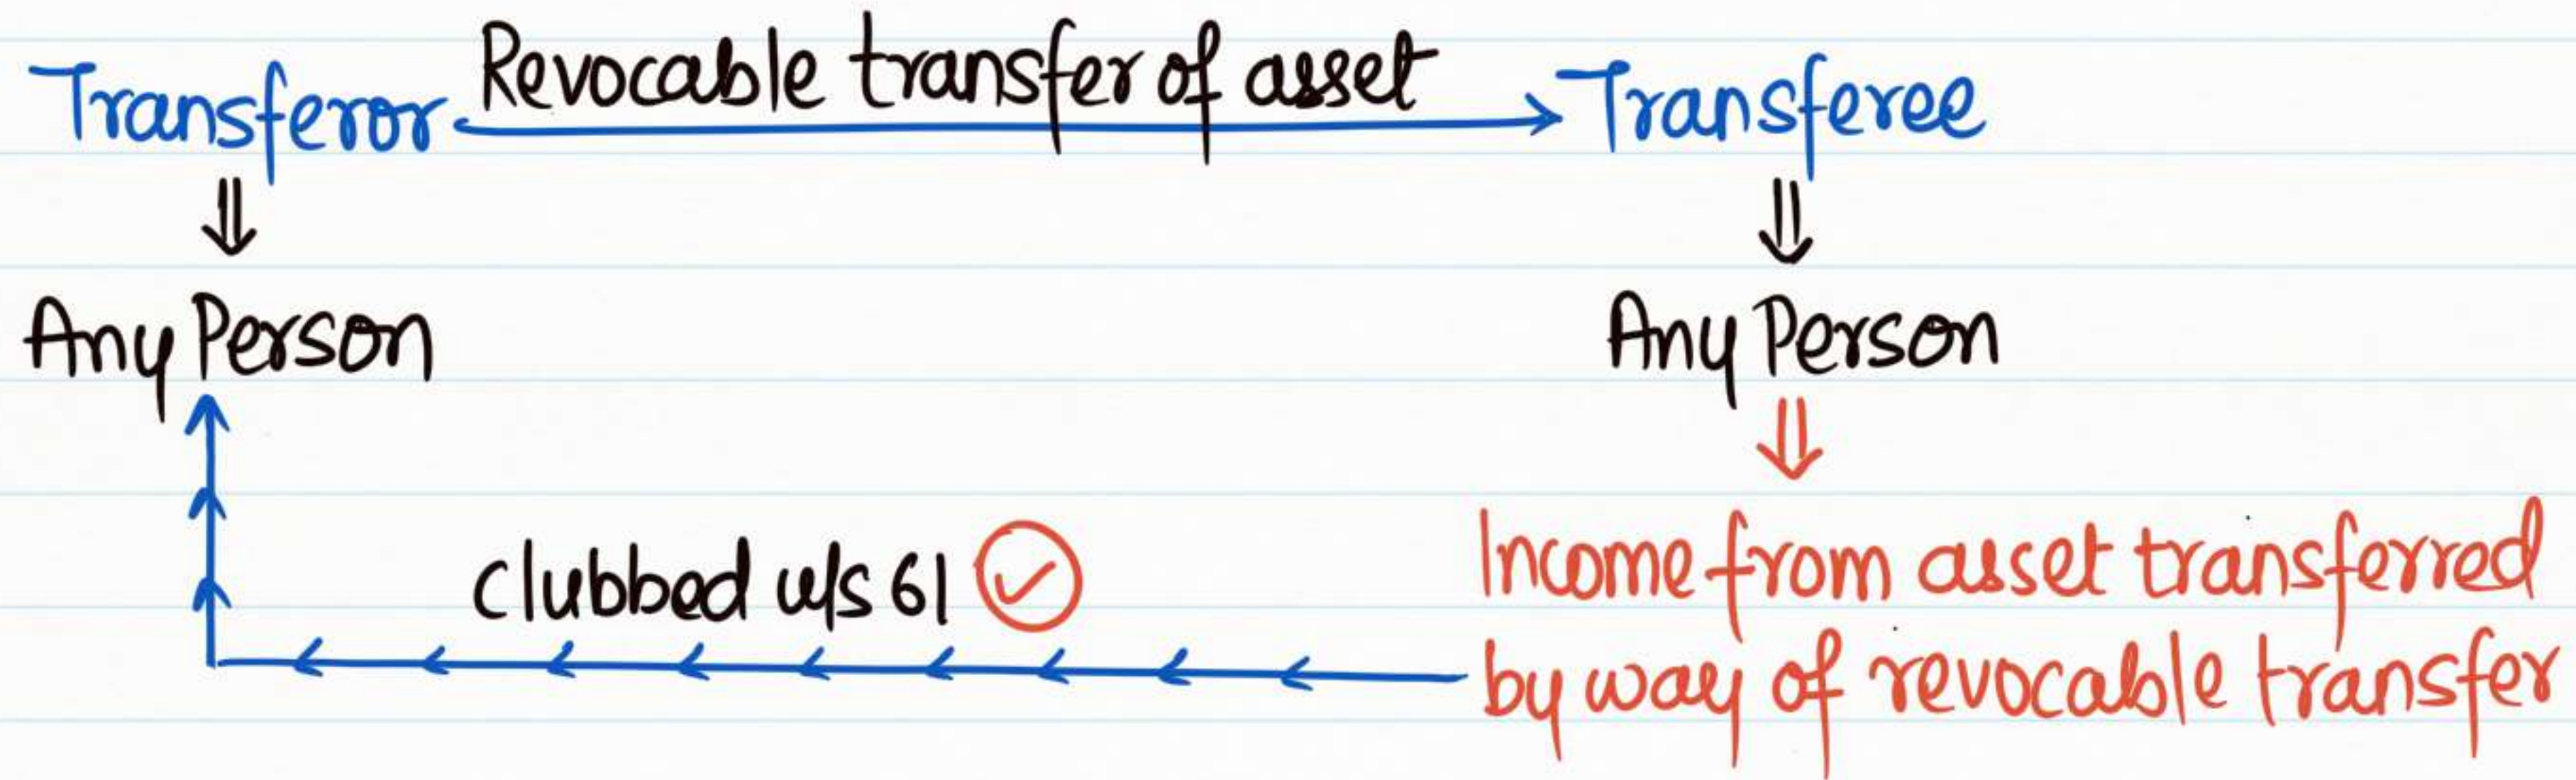 Transferor Revocable transfer of asset Transferee
Any Person Any Person
Clubbed u/s 61 Income from asset transferred
by way of revocable transfer